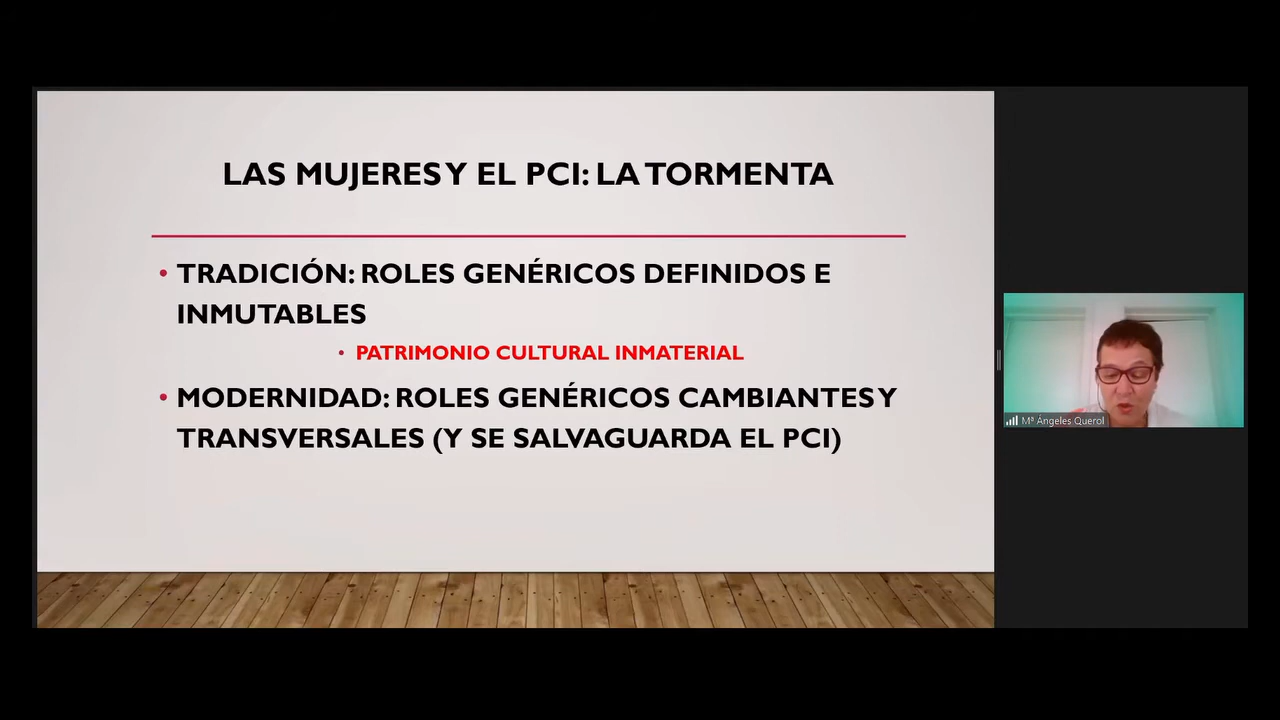 LAS MUJERES Y EL PCI: LA TORMENTA
• TRADICIÓN: ROLES GENÉRICOS DEFINIDOS E
INMUTABLES
• PATRIMONIO CULTURAL INMATERIAL
• MODERNIDAD: ROLES GENÉRICOS CAMBIANTES Y
TRANSVERSALES (Y SE SALVAGUARDA EL PCI)
Mª Ángeles Querol